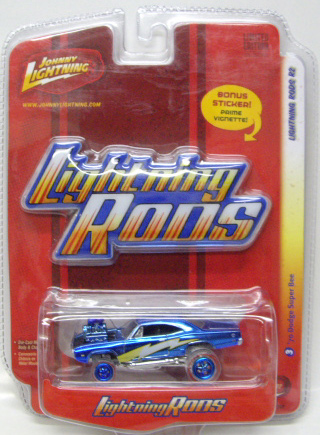 JOHNNY
LIGHTNING
WWW.JOHNNYLIGHTNING.COM
BONUS
STICKER!
PRIME
VIGNETTE!
LIGHTNING RODS R2
Lightning
RODS
3
Dodge Super Bee
Lightning RODS